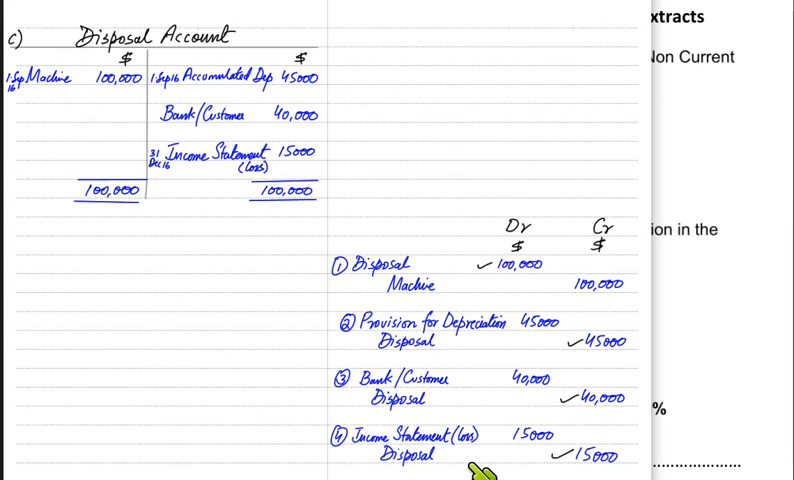 c) Disposal Account
$ $
1 Sep 16 Machine 100,000 1 Sep 16 Accumulated Dep 45000
Bank/Customer 40,000
31 Dec 16 Income Statement 15000
(loss)
100,000 100,000
Dr Cr
$ $
① Disposal ✓ 100,000
Machine 100,000
② Provision for Depreciation 45000
Disposal ✓ 45000
③ Bank/Customer 40,000
Disposal ✓ 40,000
④ Income Statement (loss) 15000
Disposal ✓ 15000
xtracts
Non Current
ion in the
%
......................